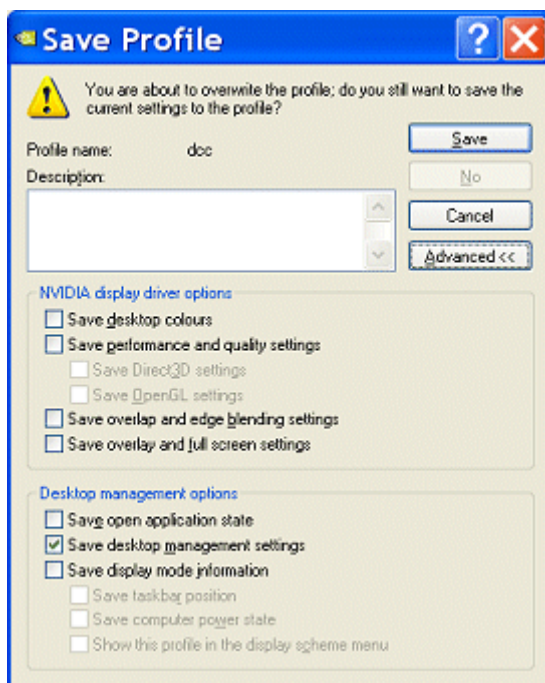 Save Profile
You are about to overwrite the profile; do you still want to save the
current settings to the profile?
Save
Profile name: dcc
No
Description:
Cancel
Advanced <<
NVIDIA display driver options
Save desktop colours
Save performance and quality settings
Save Direct3D settings
Save OpenGL settings
Save overlap and edge blending settings
Save overlay and full screen settings
Desktop management options
Save open application state
Save desktop management settings
Save display mode information
Save taskbar position
Save computer power state
Show this profile in the display scheme menu